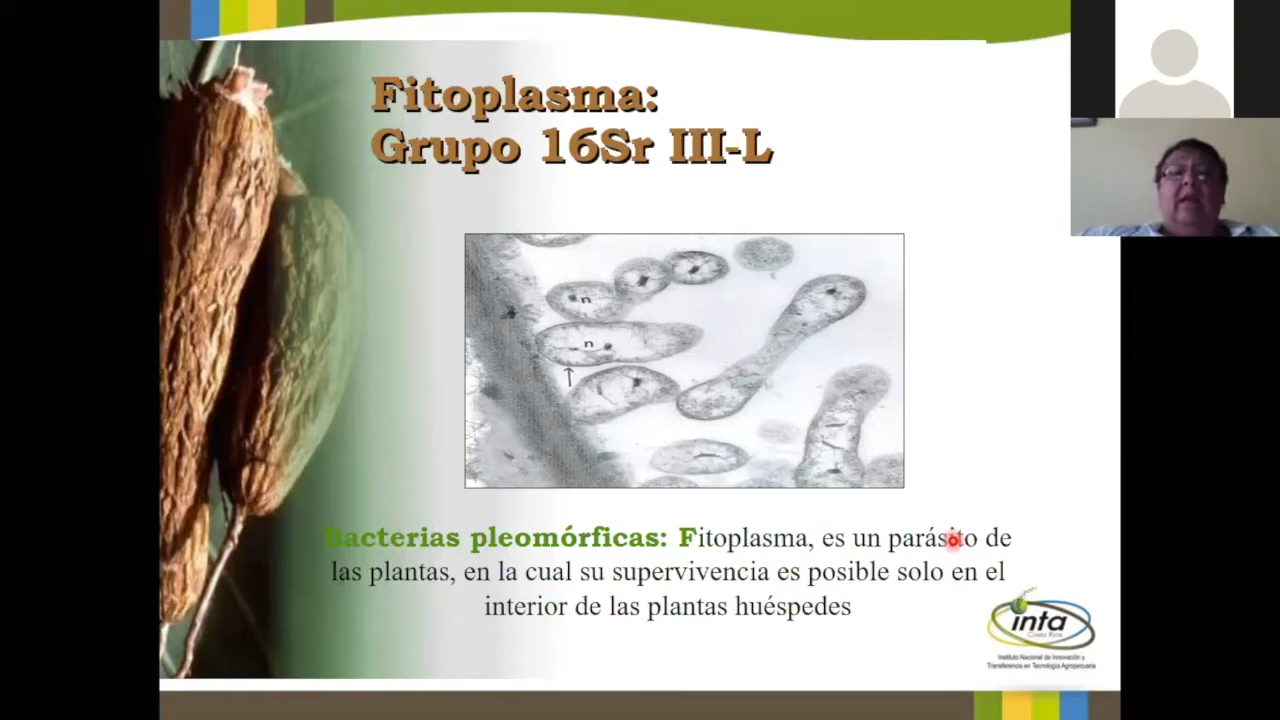 Fitoplasma:
Grupo 16Sr III-L
n
n
Bacterias pleomórficas: Fitoplasma, es un parásito de
las plantas, en la cual su supervivencia es posible solo en el
interior de las plantas huéspedes
inta
Costa Rica
Instituto Nacional de Innovación y
Transferencia en Tecnología Agropecuaria